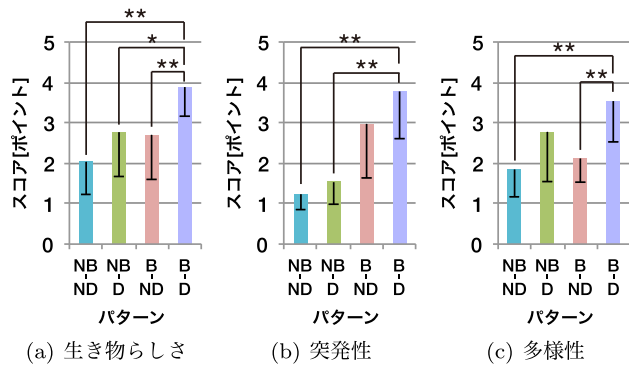 ** * **
5
4
3
2
1
0
スコア[ポイント]
NB-ND NB-D B-ND B-D
パターン
(a) 生き物らしさ
** **
5
4
3
2
1
0
スコア[ポイント]
NB-ND NB-D B-ND B-D
パターン
(b) 突発性
** **
5
4
3
2
1
0
スコア[ポイント]
NB-ND NB-D B-ND B-D
パターン
(c) 多様性